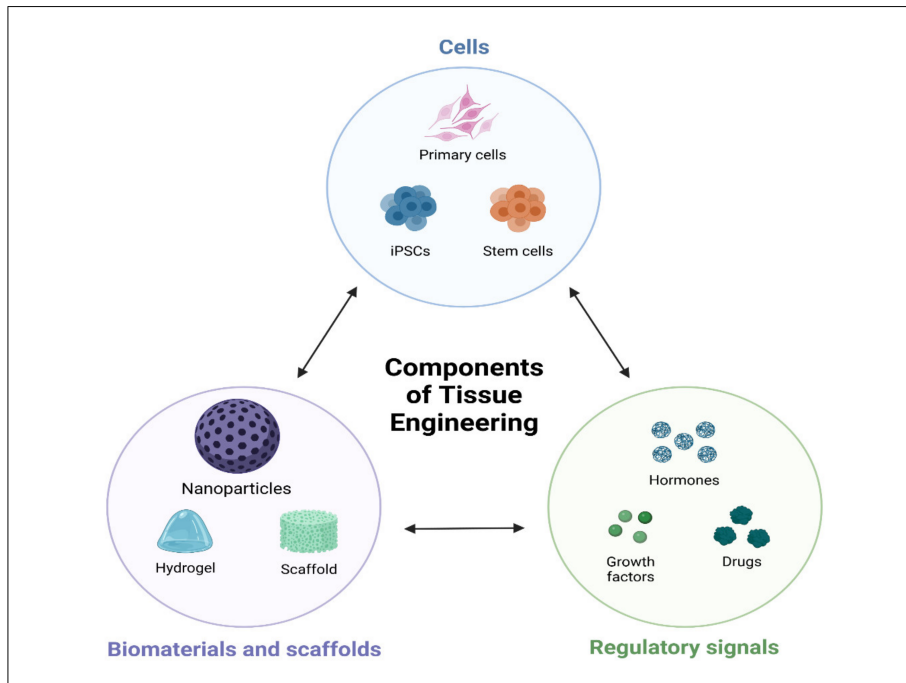 Cells
Primary cells
iPSCs
Stem cells
Components
of Tissue
Engineering
Nanoparticles
Hydrogel
Scaffold
Biomaterials and scaffolds
Hormones
Growth
factors
Drugs
Regulatory signals